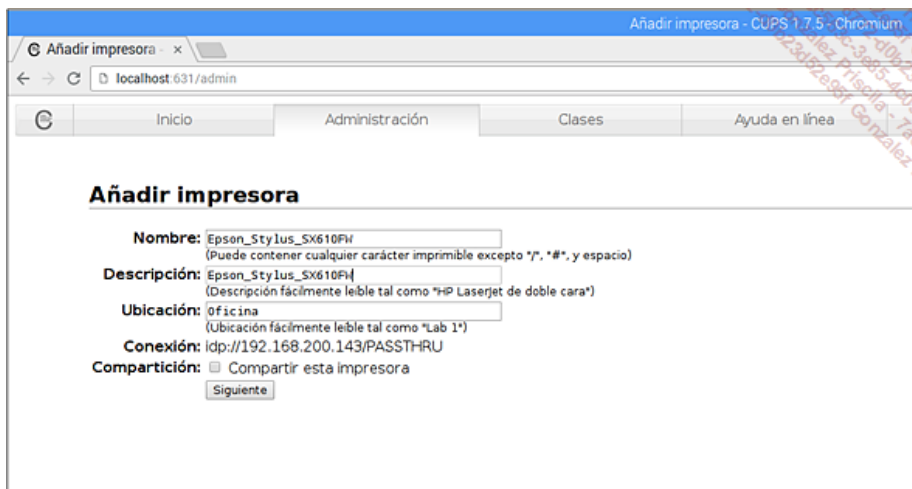 Añadir impresora - CUPS 1.7.5 - Chromium
Añadir impresora - ×
localhost:631/admin
Inicio Administración Clases Ayuda en línea
Añadir impresora
Nombre: Epson_Stylus_SX610FW
(Puede contener cualquier carácter imprimible excepto "/", "#", y espacio)
Descripción: Epson_Stylus_SX610FW
(Descripción fácilmente leíble tal como "HP LaserJet de doble cara")
Ubicación: Oficina
(Ubicación fácilmente leíble tal como "Lab 1")
Conexión: idp://192.168.200.143/PASSTHRU
Compartición: Compartir esta impresora
Siguiente